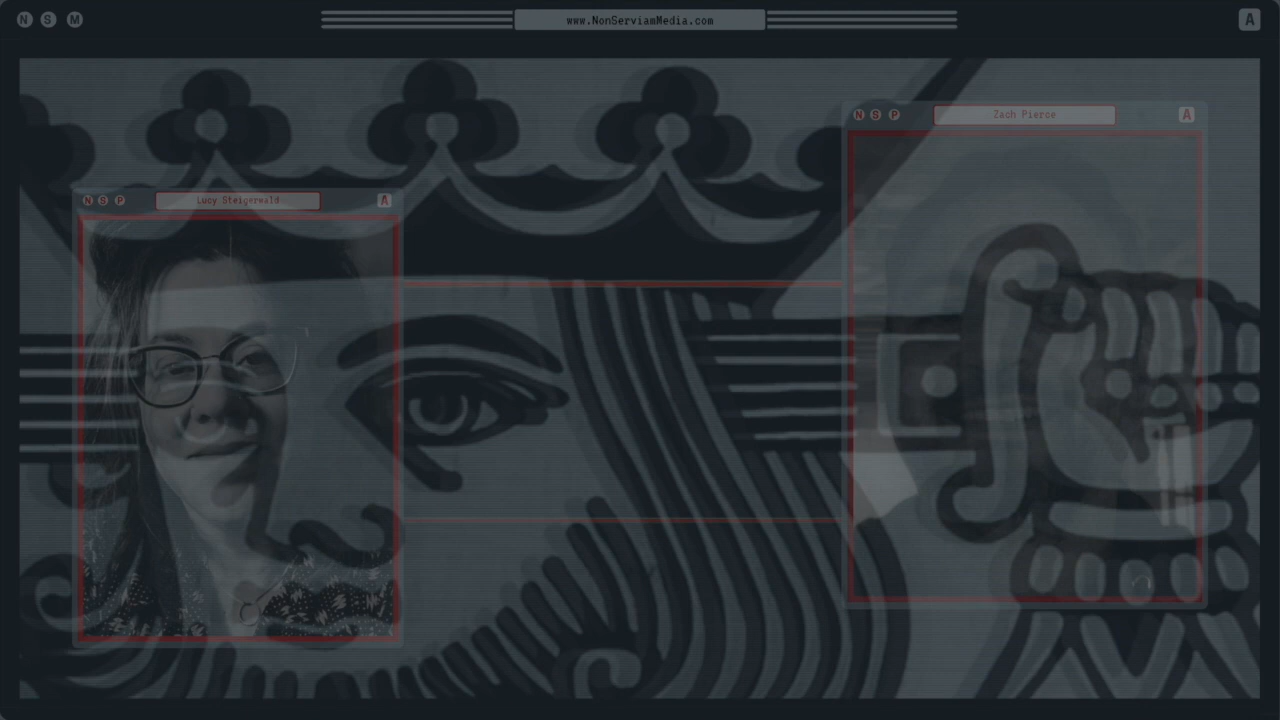 N S M
www.NonServiamMedia.com
A
N S P
Zach Pierce
A
N S P
Lucy Steigerwald
A